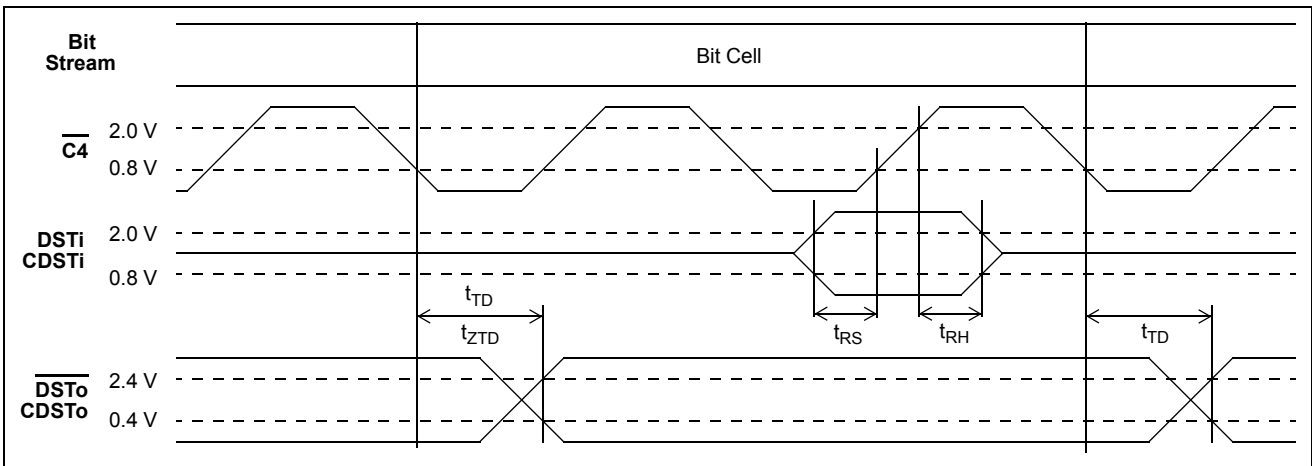 Bit
Stream
Bit Cell
C4
2.0 V
0.8 V
DSTi
CDSTi
2.0 V
0.8 V
tTD
tZTD
tRS
tRH
tTD
DSTo
CDSTo
2.4 V
0.4 V